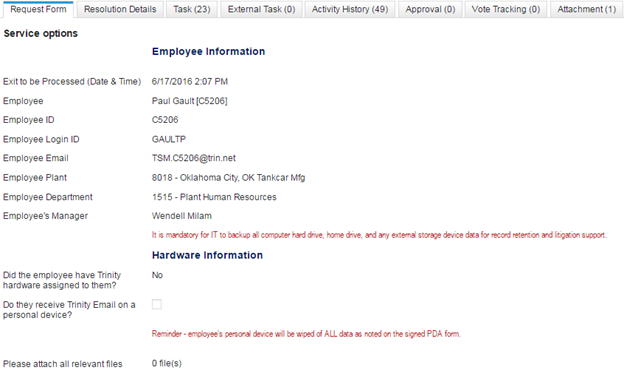 Request Form Resolution Details Task (23) External Task (0) Activity History (49) Approval (0) Vote Tracking (0) Attachment (1)
Service options
Employee Information
Exit to be Processed (Date & Time) 6/17/2016 2:07 PM
Employee Paul Gault [C5206]
Employee ID C5206
Employee Login ID GAULTP
Employee Email TSM.C5206@trin.net
Employee Plant 8018 - Oklahoma City, OK Tankcar Mfg
Employee Department 1515 - Plant Human Resources
Employee's Manager Wendell Milam
It is mandatory for IT to backup all computer hard drive, home drive, and any external storage device data for record retention and litigation support.
Hardware Information
Did the employee have Trinity No
hardware assigned to them?
Do they receive Trinity Email on a
personal device?
Reminder - employee's personal device will be wiped of ALL data as noted on the signed PDA form.
Please attach all relevant files 0 file(s)